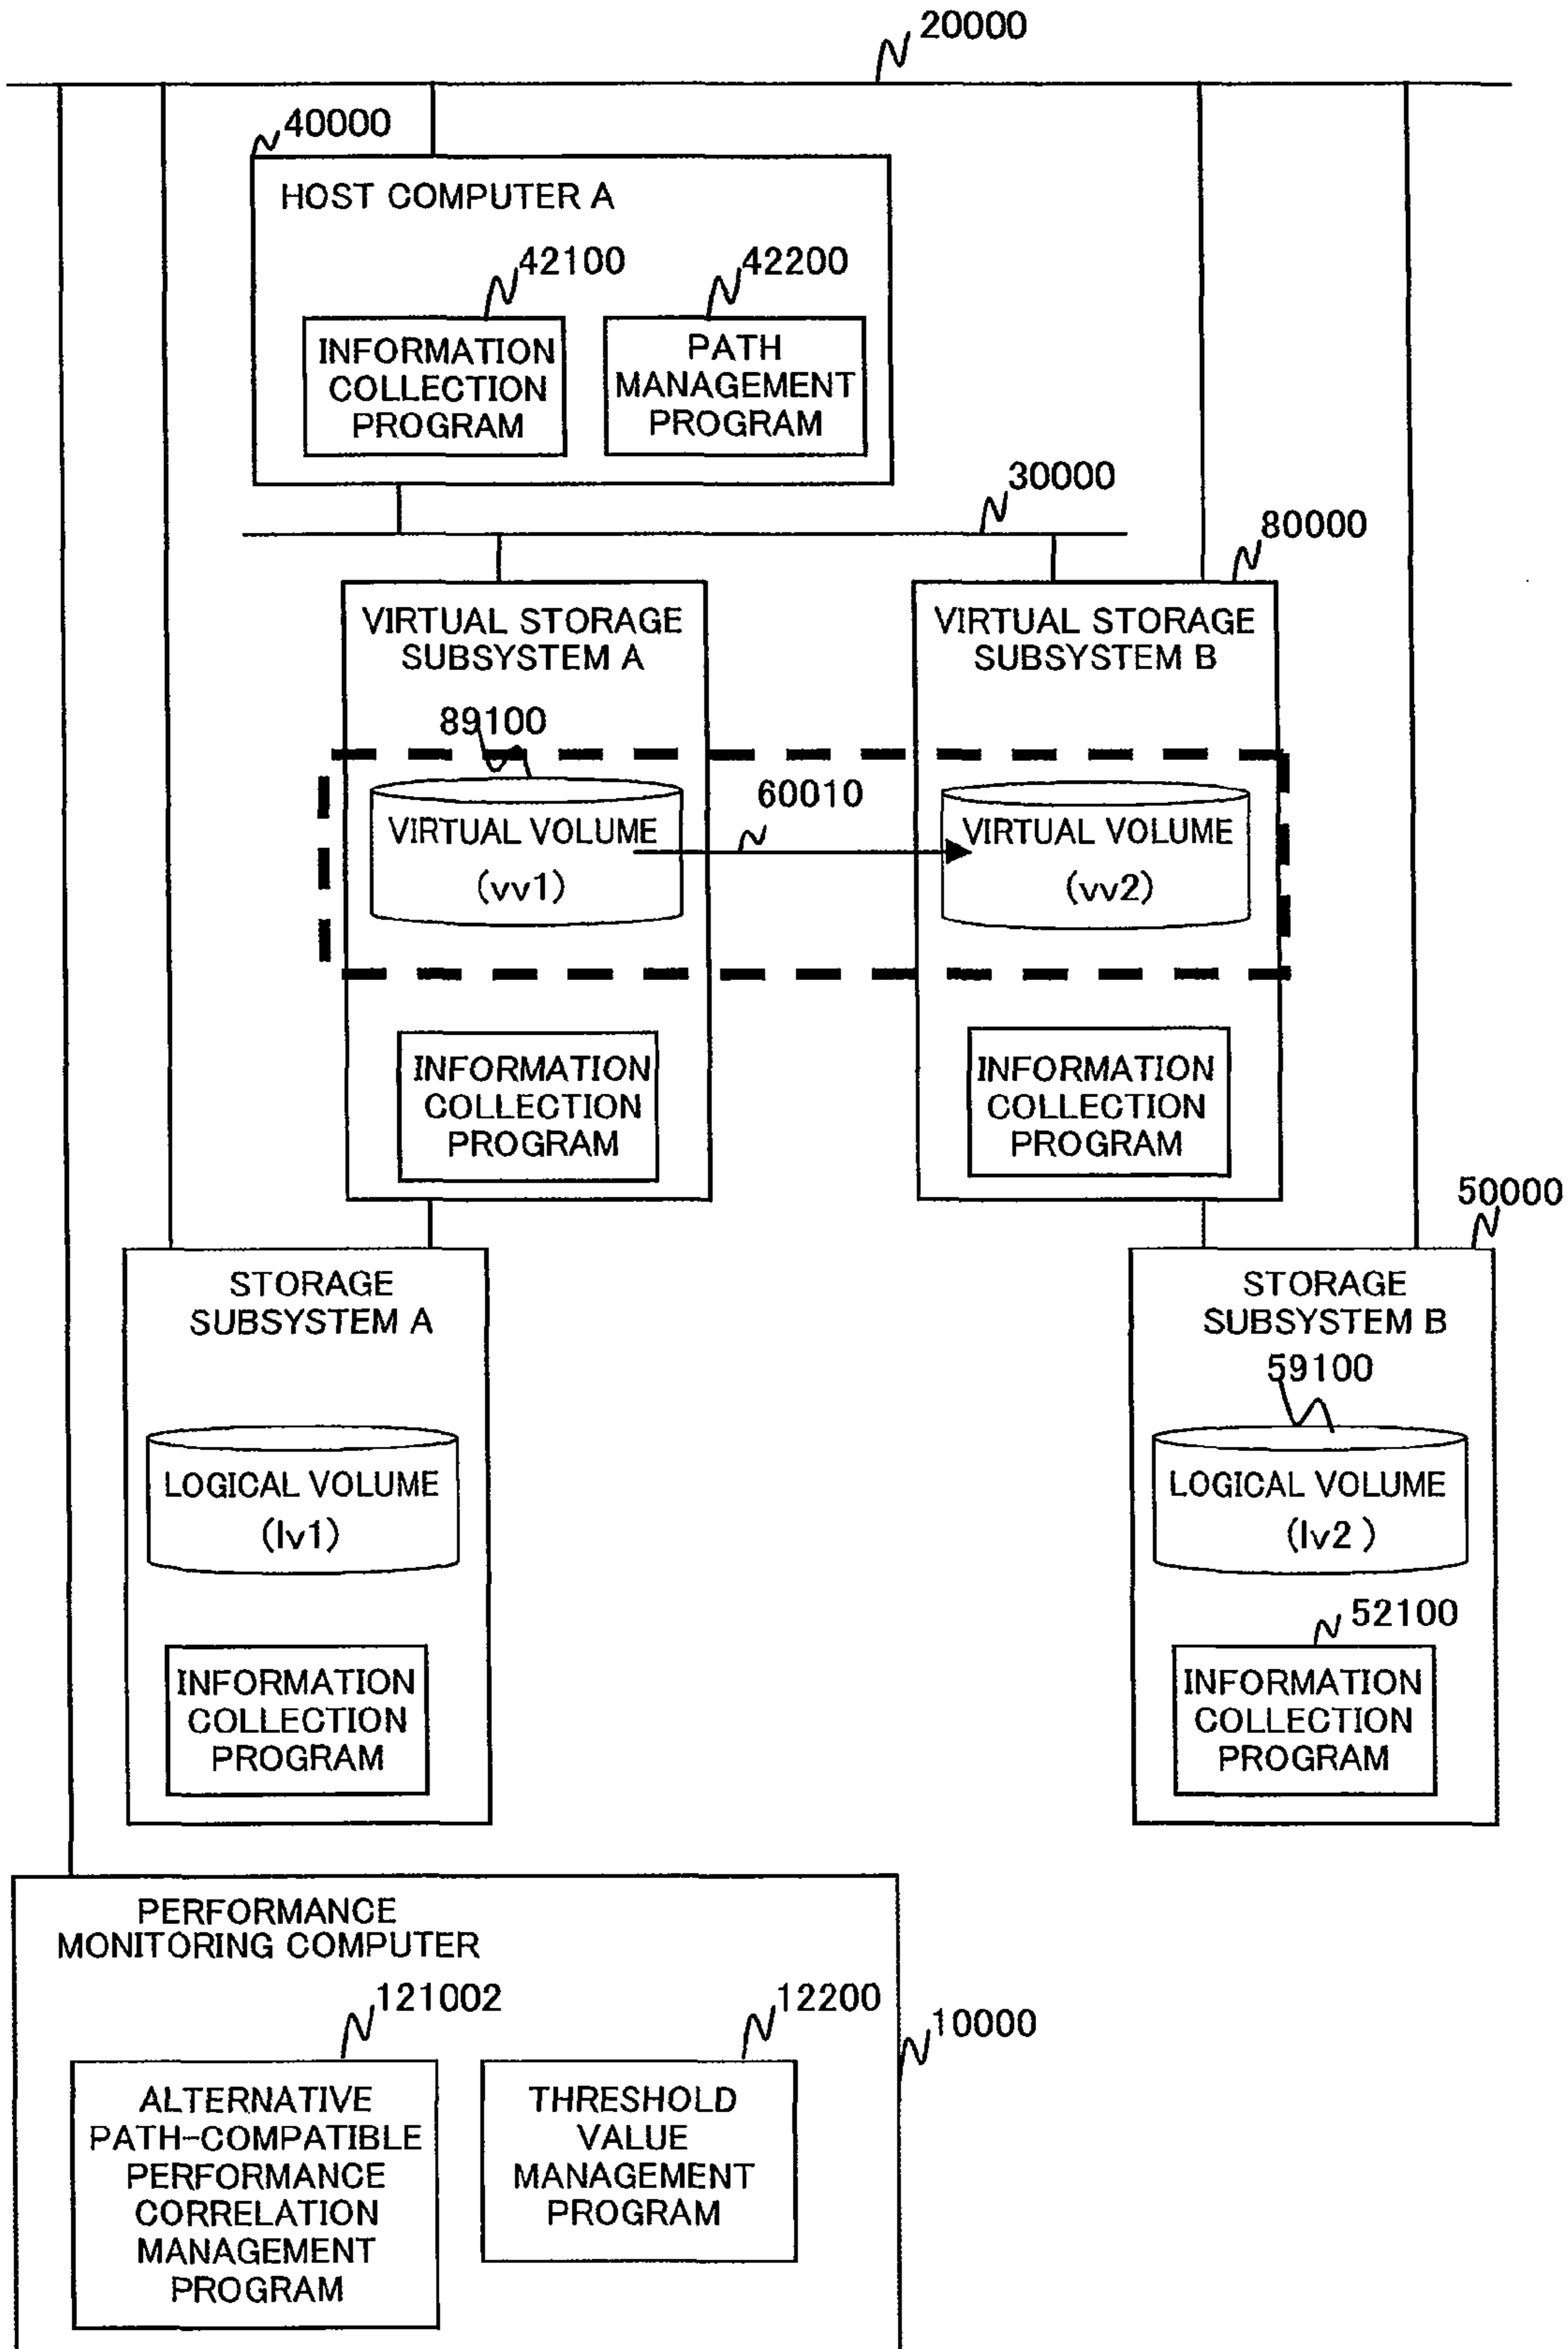 20000
40000
HOST COMPUTER A
42100
42200
INFORMATION
COLLECTION
PROGRAM
PATH
MANAGEMENT
PROGRAM
30000
80000
VIRTUAL STORAGE
SUBSYSTEM A
VIRTUAL STORAGE
SUBSYSTEM B
89100
60010
VIRTUAL VOLUME
(vv1)
VIRTUAL VOLUME
(vv2)
INFORMATION
COLLECTION
PROGRAM
INFORMATION
COLLECTION
PROGRAM
50000
STORAGE
SUBSYSTEM A
STORAGE
SUBSYSTEM B
59100
LOGICAL VOLUME
(lv1)
LOGICAL VOLUME
(lv2 )
52100
INFORMATION
COLLECTION
PROGRAM
INFORMATION
COLLECTION
PROGRAM
PERFORMANCE
MONITORING COMPUTER
121002
12200
10000
ALTERNATIVE
PATH-COMPATIBLE
PERFORMANCE
CORRELATION
MANAGEMENT
PROGRAM
THRESHOLD
VALUE
MANAGEMENT
PROGRAM